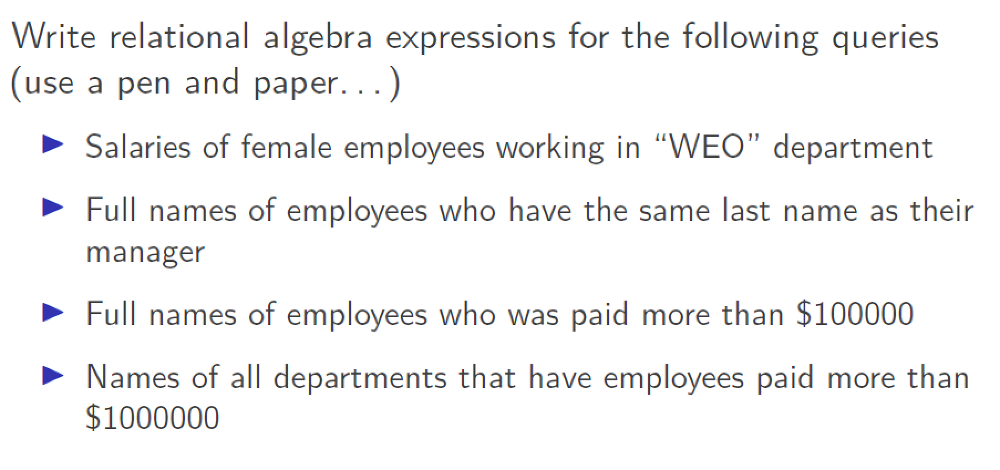 Write relational algebra expressions for the following queries
(use a pen and paper. . . )
▶ Salaries of female employees working in “WEO” department
▶ Full names of employees who have the same last name as their
manager
▶ Full names of employees who was paid more than $100000
▶ Names of all departments that have employees paid more than
$1000000